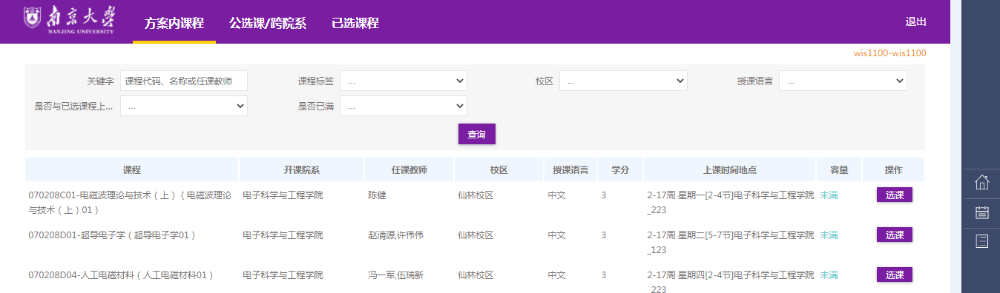 南京大学 方案内课程 公选课/跨院系 已选课程 退出
NANJING UNIVERSITY
wis1100-wis1100
关键字 课程代码、名称或任课教师 课程标签 ... 校区 ... 授课语言 ...
是否与已选课程上... ... 是否已满 ...
查询
课程 开课院系 任课教师 校区 授课语言 学分 上课时间地点 容量 操作
070208C01-电磁波理论与技术（上）（电磁波理论 电子科学与工程学院 陈健 仙林校区 中文 3 2-17周 星期一[2-4节]电子科学与工程学院 未满 选课
与技术（上）01） _223
070208D01-超导电子学（超导电子学01） 电子科学与工程学院 赵清源,许伟伟 仙林校区 中文 3 2-17周 星期二[5-7节]电子科学与工程学院 未满 选课
_123
070208D04-人工电磁材料（人工电磁材料01） 电子科学与工程学院 冯一军,伍瑞新 仙林校区 中文 3 2-17周 星期四[2-4节]电子科学与工程学院 未满 选课
_223